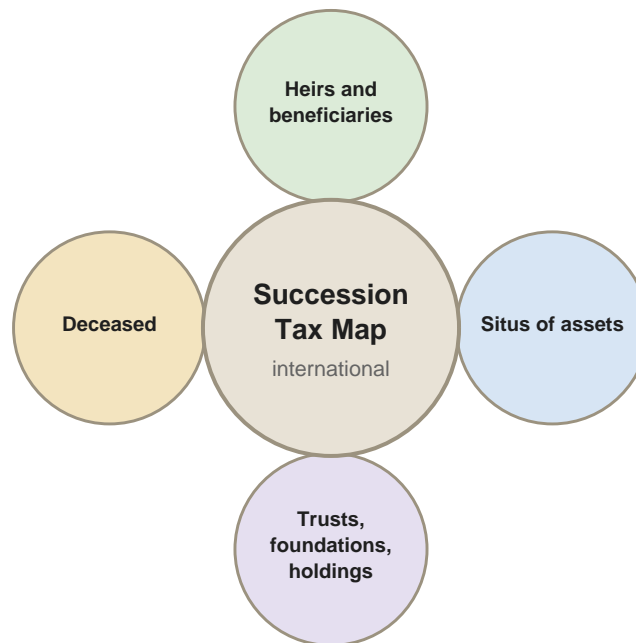 Heirs and
beneficiaries
Deceased
Succession
Tax Map
international
Situs of assets
Trusts,
foundations,
holdings